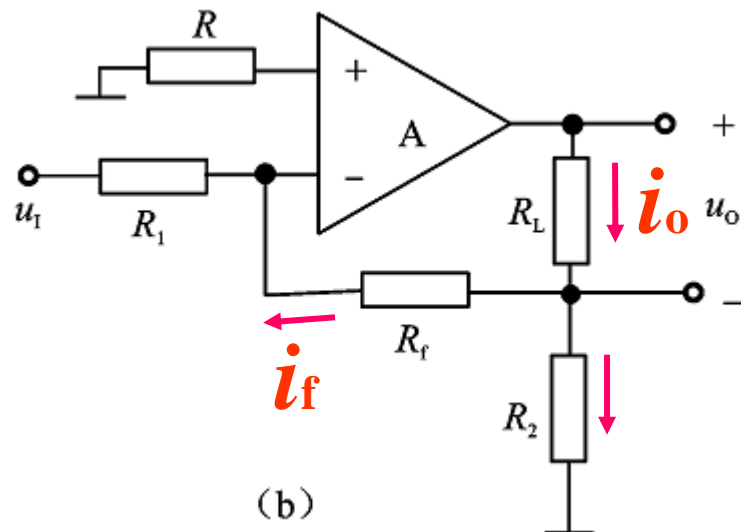 R
+
A
−
u_I
R_1
+
R_L
i_o
u_O
−
R_f
i_f
R_2
(b)